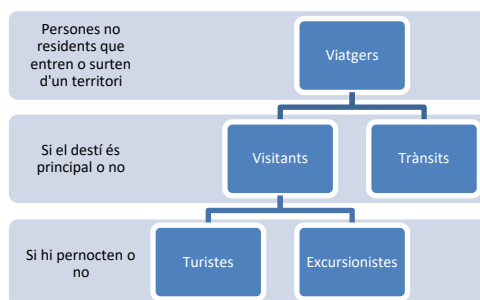 Persones no
residents que
entren o surten
d'un territori
Viatgers
Si el destí és
principal o no
Visitants
Trànsits
Si hi pernocten o
no
Turistes
Excursionistes